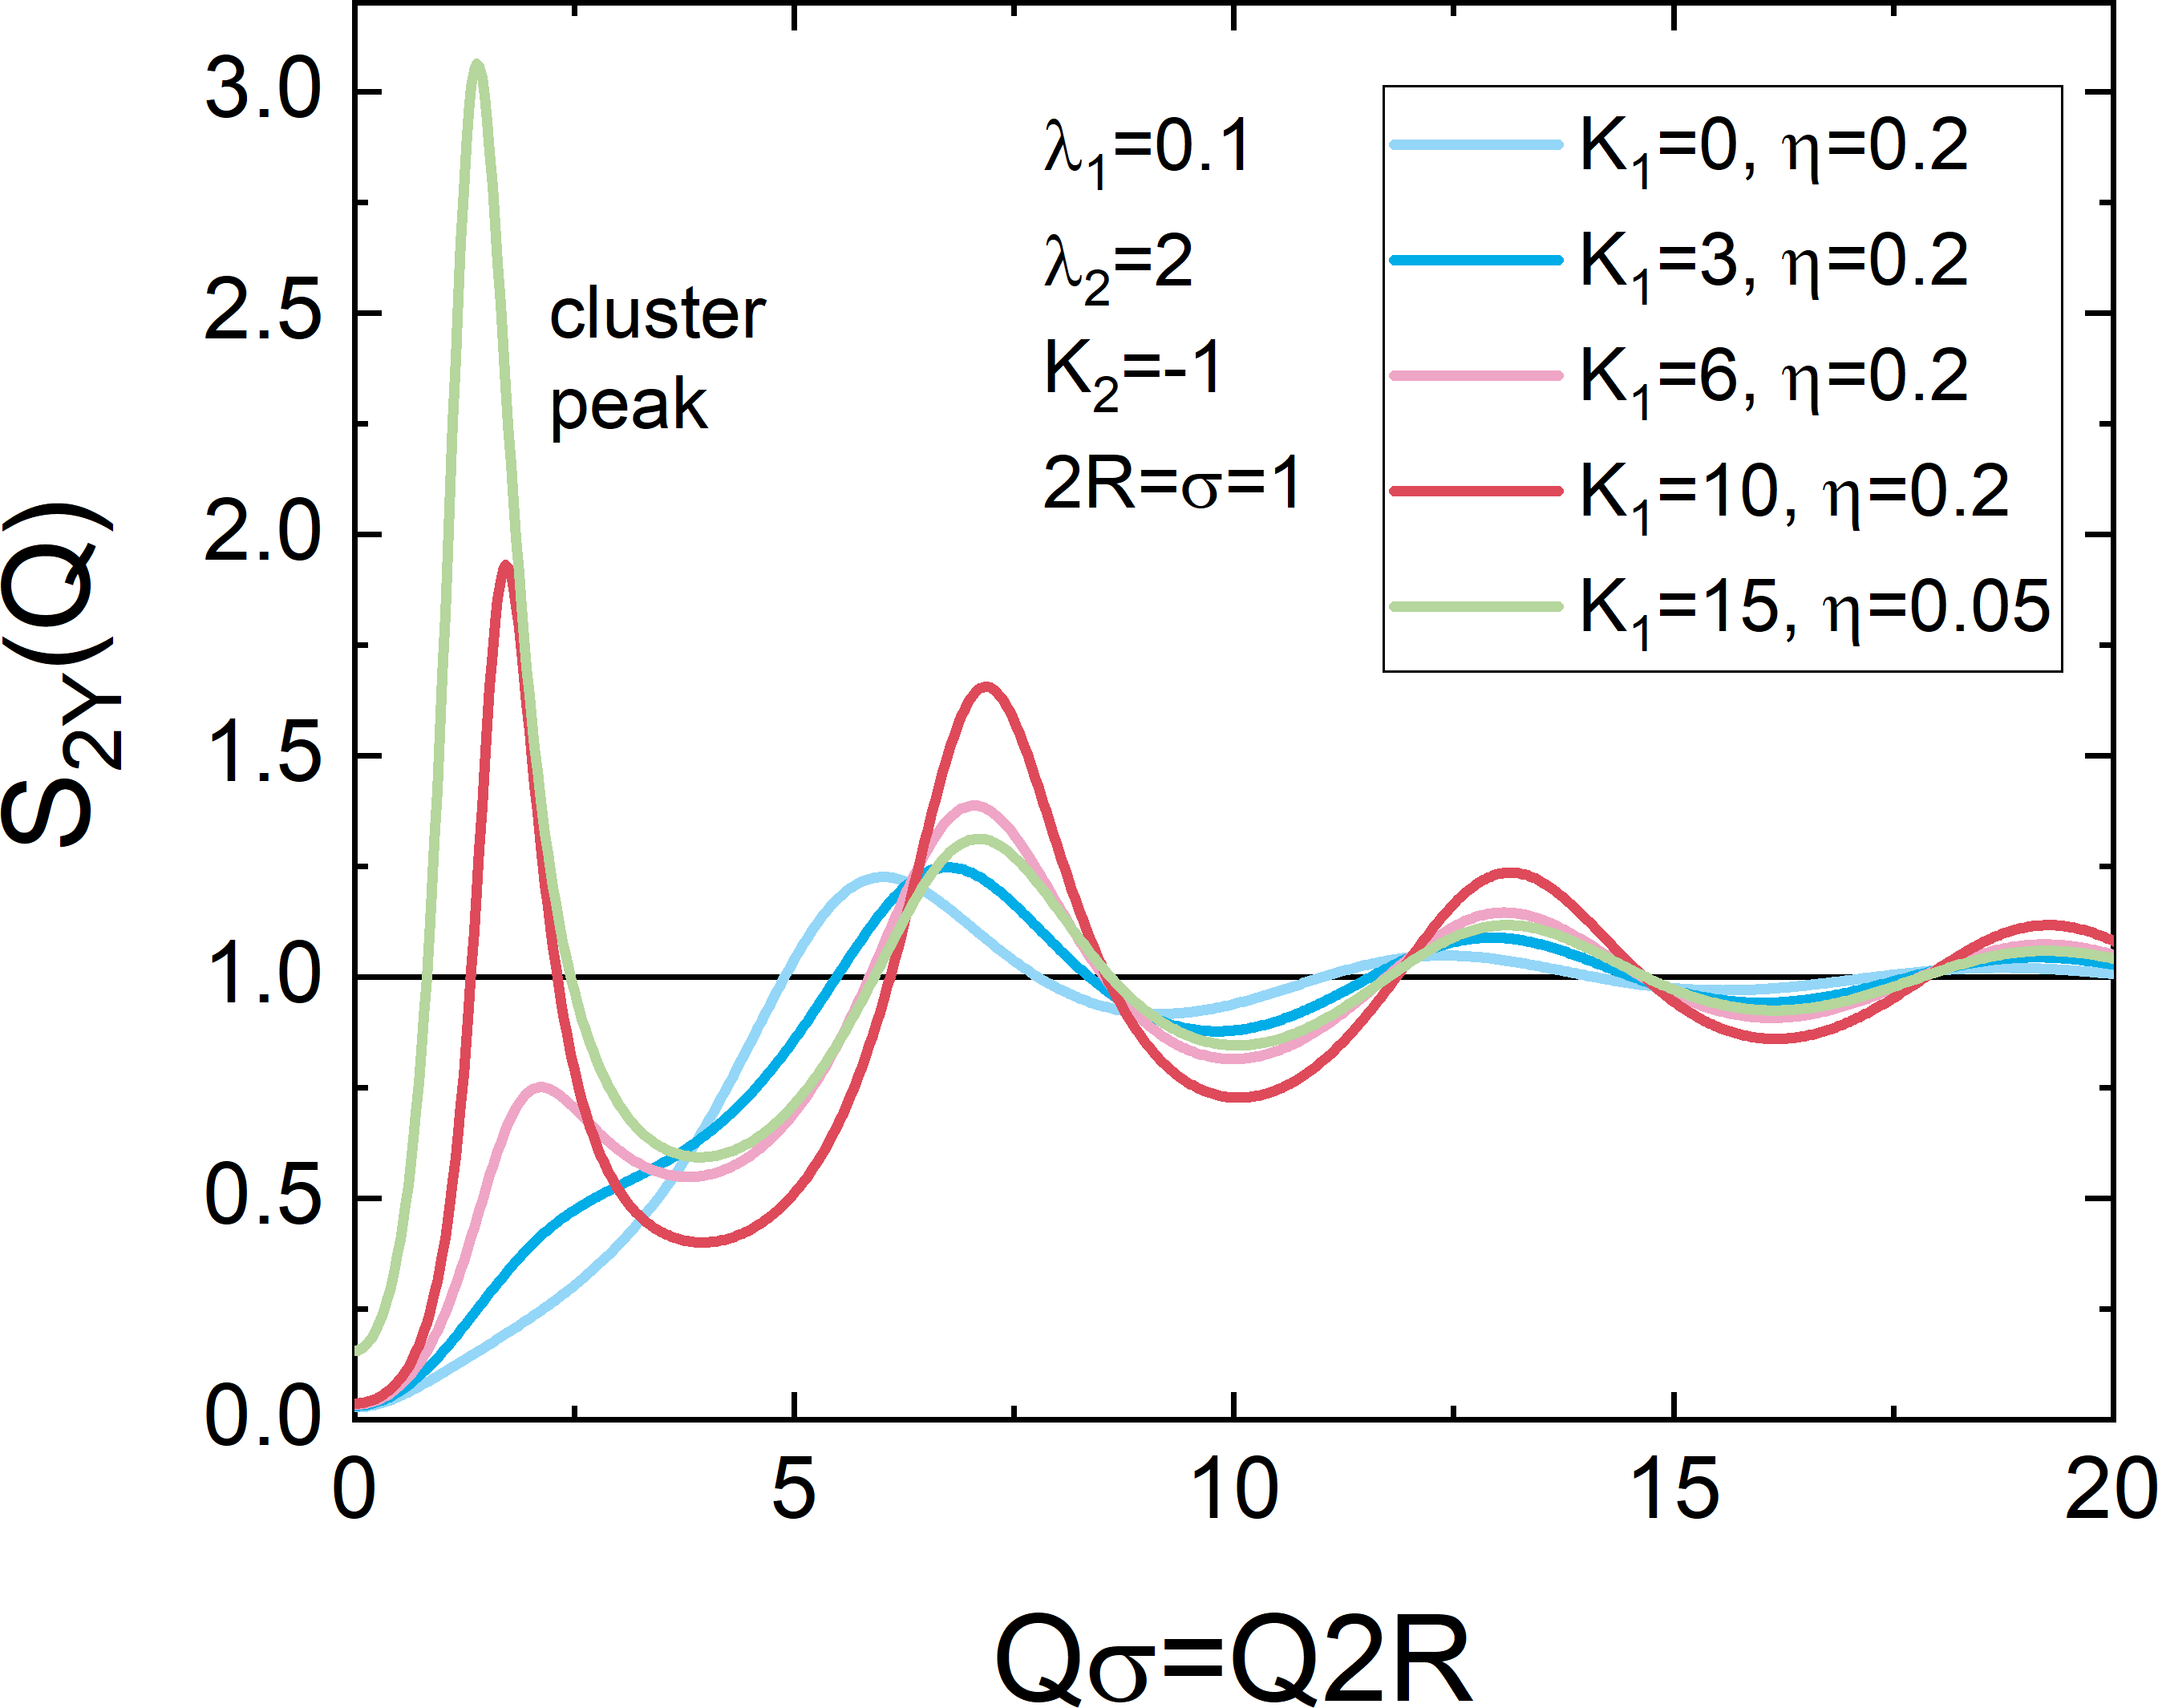 3.0
2.5
2.0
1.5
1.0
0.5
0.0
S2Y(Q)
cluster
peak
λ1=0.1
λ2=2
K2=-1
2R=σ=1
K1=0, η=0.2
K1=3, η=0.2
K1=6, η=0.2
K1=10, η=0.2
K1=15, η=0.05
0 5 10 15 20
Qσ=Q2R